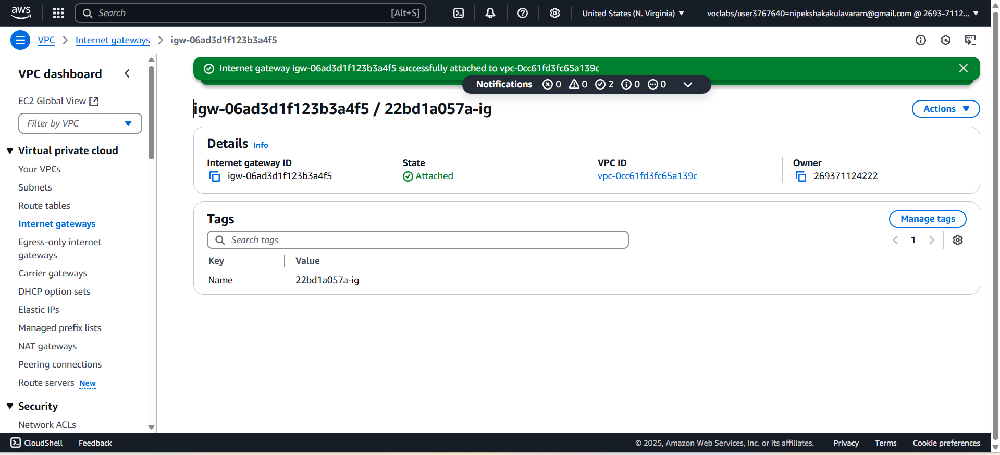 aws
Search [Alt+S]
United States (N. Virginia)
voclabs/user3767640=nipekshakakulavaram@gmail.com @ 2693-7112...
VPC
Internet gateways
igw-06ad3d1f123b3a4f5
VPC dashboard
EC2 Global View
Filter by VPC
Virtual private cloud
Your VPCs
Subnets
Route tables
Internet gateways
Egress-only internet
gateways
Carrier gateways
DHCP option sets
Elastic IPs
Managed prefix lists
NAT gateways
Peering connections
Route servers New
Security
Network ACLs
Internet gateway igw-06ad3d1f123b3a4f5 successfully attached to vpc-0cc61fd3fc65a139c
Notifications 0 0 2 0 0
igw-06ad3d1f123b3a4f5 / 22bd1a057a-ig
Actions
Details Info
Internet gateway ID
igw-06ad3d1f123b3a4f5
State
Attached
VPC ID
vpc-0cc61fd3fc65a139c
Owner
269371124222
Tags
Manage tags
Search tags
1
Key Value
Name 22bd1a057a-ig
CloudShell
Feedback
© 2025, Amazon Web Services, Inc. or its affiliates.
Privacy
Terms
Cookie preferences